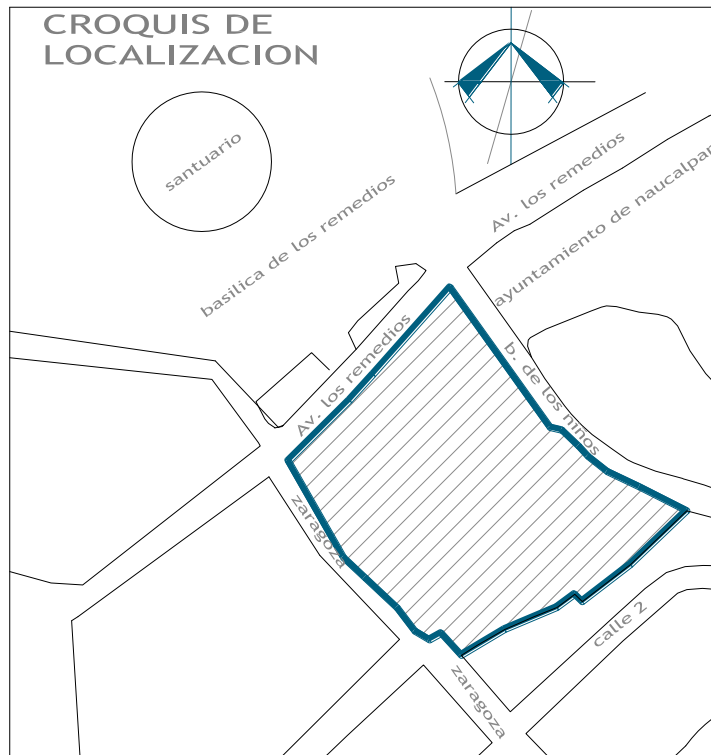 CROQUIS DE
LOCALIZACION
santuario
basilica de los remedios
Av. los remedios
ayuntamiento de naucalpan
Av. los remedios
b. de los niños
zaragoza
calle 2
zaragoza